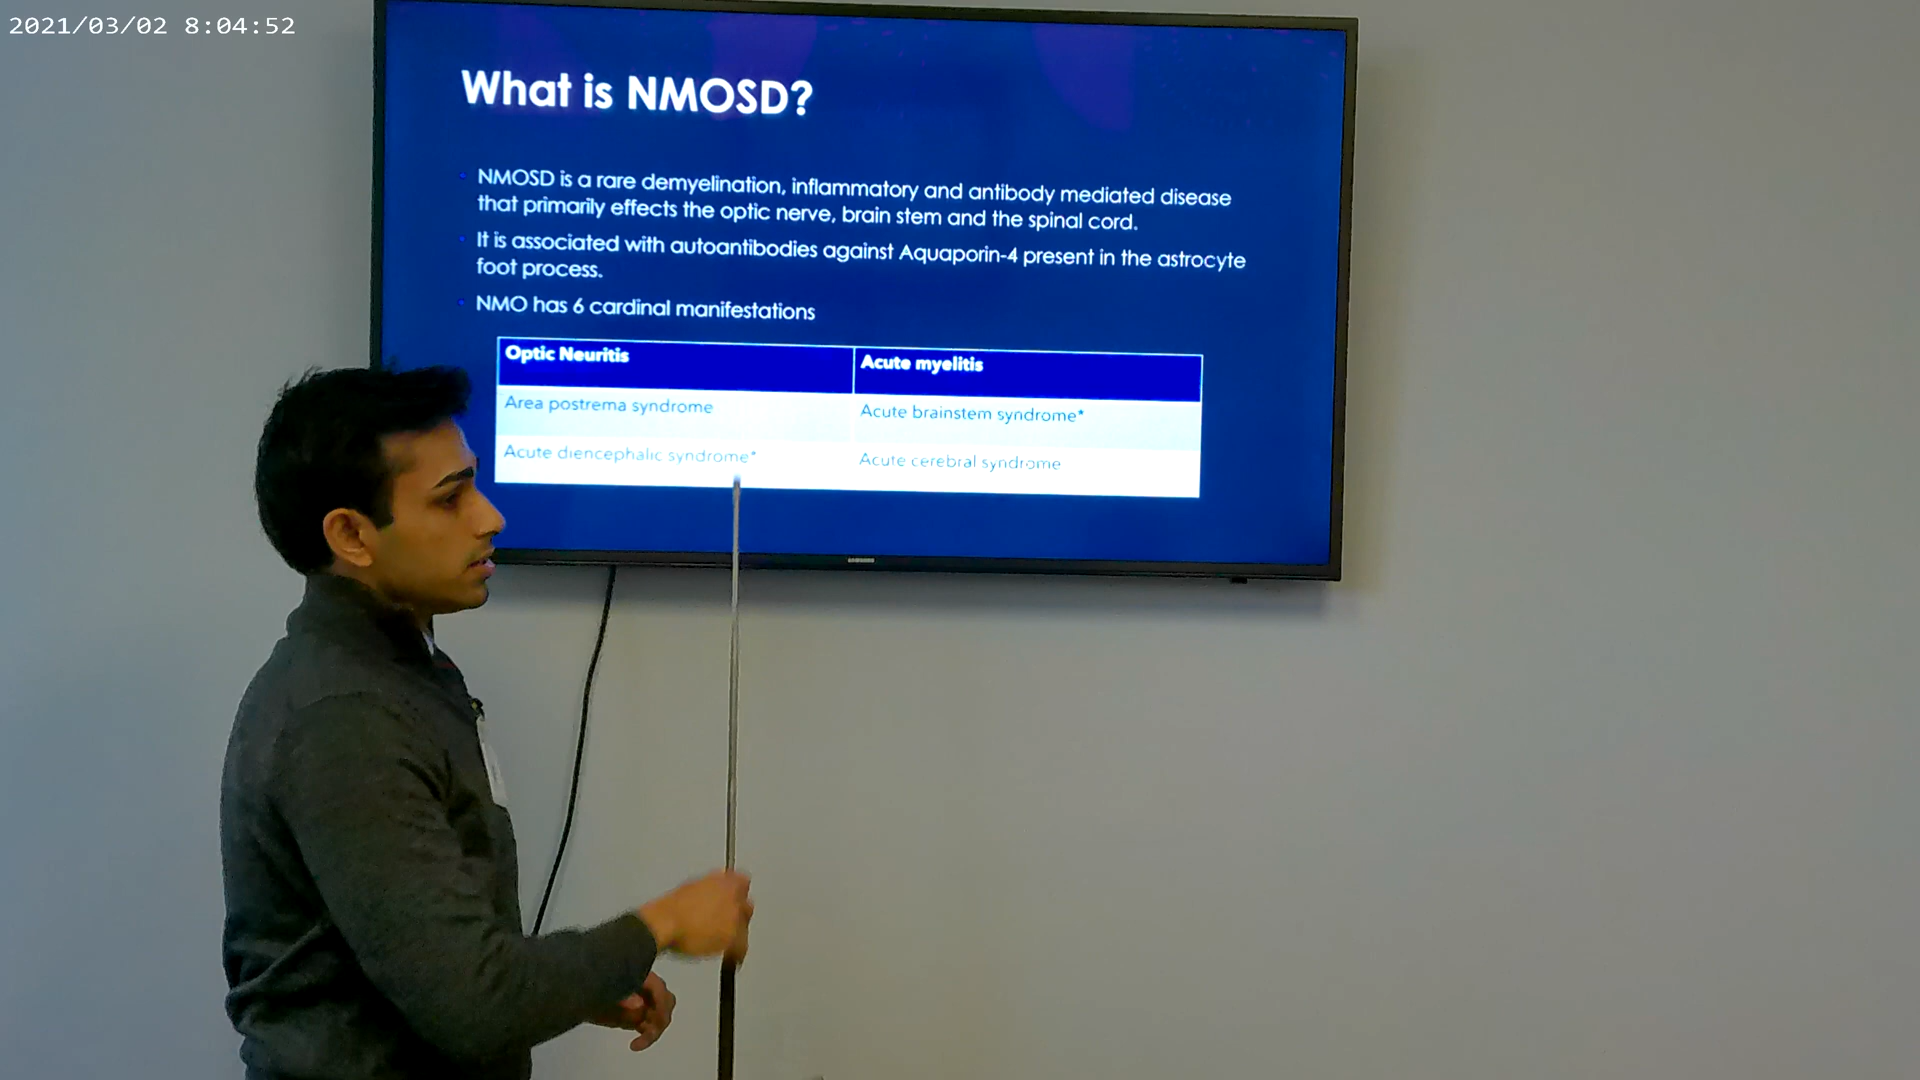 2021/03/02 8:04:52
What is NMOSD?
NMOSD is a rare demyelination, inflammatory and antibody mediated disease
that primarily effects the optic nerve, brain stem and the spinal cord.
It is associated with autoantibodies against Aquaporin-4 present in the astrocyte
foot process.
NMO has 6 cardinal manifestations
Optic Neuritis Acute myelitis
Area postrema syndrome Acute brainstem syndrome*
Acute diencephalic syndrome* Acute cerebral syndrome
SAMSUNG